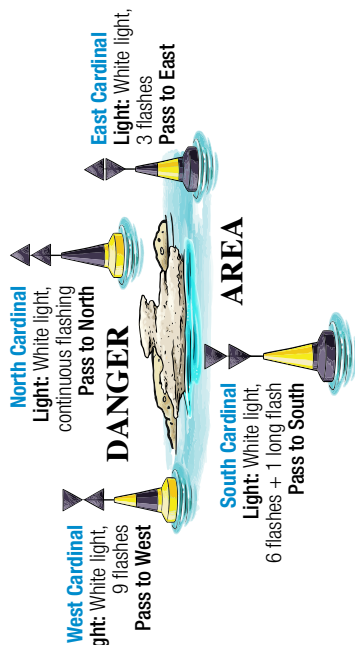 North Cardinal
Light: White light,
continuous flashing
Pass to North
East Cardinal
Light: White light,
3 flashes
Pass to East
West Cardinal
ght: White light,
9 flashes
Pass to West
DANGER
AREA
South Cardinal
Light: White light,
6 flashes + 1 long flash
Pass to South